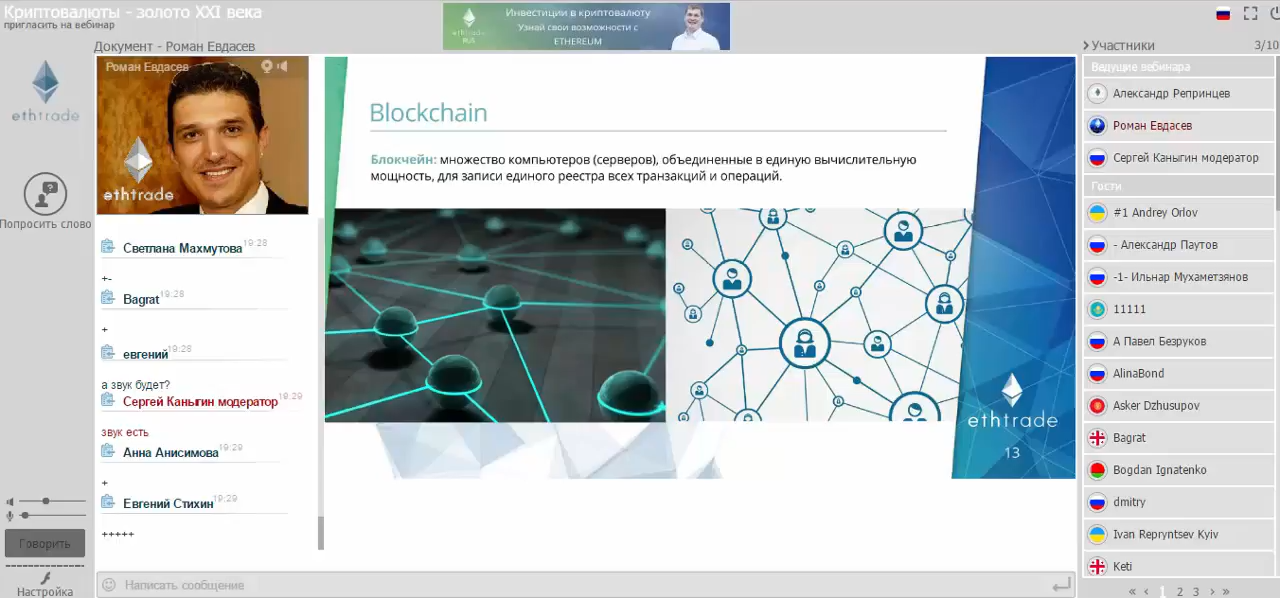 Криптовалюты - золото XXI века
пригласить на вебинар
Инвестиции в криптовалюту
Узнай свои возможности с
ETHEREUM
Документ - Роман Евдасев
Участники 3/10
ethtrade
Попросить слово
Говорить
Настройка
Роман Евдасев
ethtrade
Светлана Махмутова 19:28
+-
Bagrat 19:28
+
евгений 19:28
а звук будет?
Сергей Каныгин модератор 19:29
звук есть
Анна Анисимова 19:29
+
Евгений Стихин 19:29
+++++
Написать сообщение
Blockchain
Блокчейн: множество компьютеров (серверов), объединенные в единую вычислительную
мощность, для записи единого реестра всех транзакций и операций.
ethtrade
13
Ведущие вебинара
Александр Репринцев
Роман Евдасев
Сергей Каныгин модератор
Гости
#1 Andrey Orlov
- Александр Паутов
-1- Ильнар Мухаметзянов
11111
А Павел Безруков
AlinaBond
Asker Dzhusupov
Bagrat
Bogdan Ignatenko
dmitry
Ivan Repryntsev Kyiv
Keti
« ‹ 1 2 3 › »